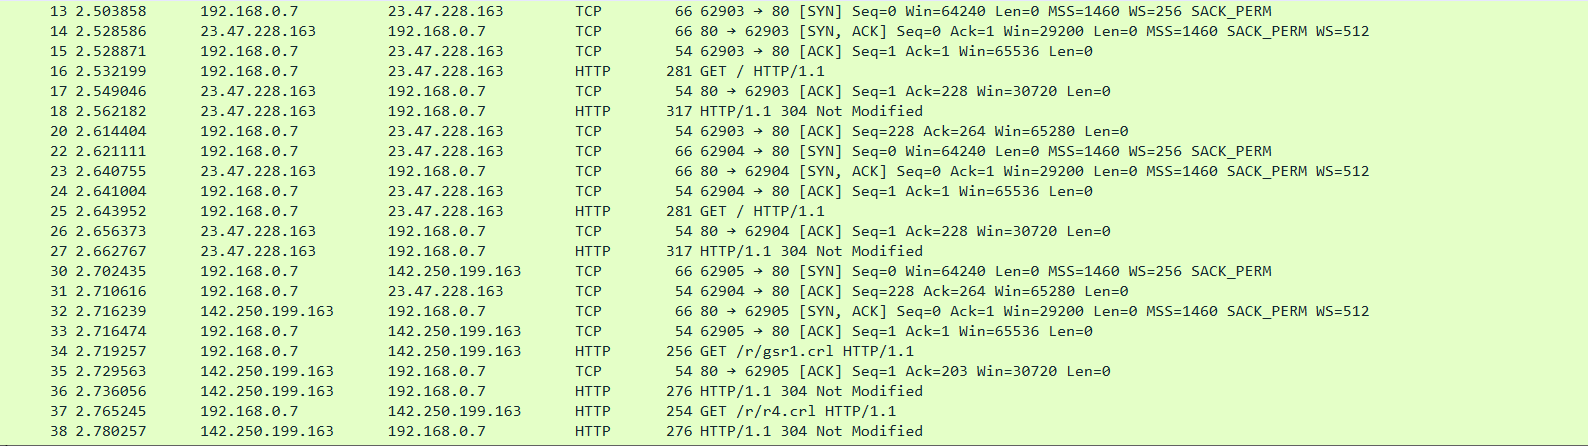 13 2.503858 192.168.0.7 23.47.228.163 TCP 66 62903 → 80 [SYN] Seq=0 Win=64240 Len=0 MSS=1460 WS=256 SACK_PERM
14 2.528586 23.47.228.163 192.168.0.7 TCP 66 80 → 62903 [SYN, ACK] Seq=0 Ack=1 Win=29200 Len=0 MSS=1460 SACK_PERM WS=512
15 2.528871 192.168.0.7 23.47.228.163 TCP 54 62903 → 80 [ACK] Seq=1 Ack=1 Win=65536 Len=0
16 2.532199 192.168.0.7 23.47.228.163 HTTP 281 GET / HTTP/1.1
17 2.549046 23.47.228.163 192.168.0.7 TCP 54 80 → 62903 [ACK] Seq=1 Ack=228 Win=30720 Len=0
18 2.562182 23.47.228.163 192.168.0.7 HTTP 317 HTTP/1.1 304 Not Modified
20 2.614404 192.168.0.7 23.47.228.163 TCP 54 62903 → 80 [ACK] Seq=228 Ack=264 Win=65280 Len=0
22 2.621111 192.168.0.7 23.47.228.163 TCP 66 62904 → 80 [SYN] Seq=0 Win=64240 Len=0 MSS=1460 WS=256 SACK_PERM
23 2.640755 23.47.228.163 192.168.0.7 TCP 66 80 → 62904 [SYN, ACK] Seq=0 Ack=1 Win=29200 Len=0 MSS=1460 SACK_PERM WS=512
24 2.641004 192.168.0.7 23.47.228.163 TCP 54 62904 → 80 [ACK] Seq=1 Ack=1 Win=65536 Len=0
25 2.643952 192.168.0.7 23.47.228.163 HTTP 281 GET / HTTP/1.1
26 2.656373 23.47.228.163 192.168.0.7 TCP 54 80 → 62904 [ACK] Seq=1 Ack=228 Win=30720 Len=0
27 2.662767 23.47.228.163 192.168.0.7 HTTP 317 HTTP/1.1 304 Not Modified
30 2.702435 192.168.0.7 142.250.199.163 TCP 66 62905 → 80 [SYN] Seq=0 Win=64240 Len=0 MSS=1460 WS=256 SACK_PERM
31 2.710616 192.168.0.7 23.47.228.163 TCP 54 62904 → 80 [ACK] Seq=228 Ack=264 Win=65280 Len=0
32 2.716239 142.250.199.163 192.168.0.7 TCP 66 80 → 62905 [SYN, ACK] Seq=0 Ack=1 Win=29200 Len=0 MSS=1460 SACK_PERM WS=512
33 2.716474 192.168.0.7 142.250.199.163 TCP 54 62905 → 80 [ACK] Seq=1 Ack=1 Win=65536 Len=0
34 2.719257 192.168.0.7 142.250.199.163 HTTP 256 GET /r/gsr1.crl HTTP/1.1
35 2.729563 142.250.199.163 192.168.0.7 TCP 54 80 → 62905 [ACK] Seq=1 Ack=203 Win=30720 Len=0
36 2.736056 142.250.199.163 192.168.0.7 HTTP 276 HTTP/1.1 304 Not Modified
37 2.765245 192.168.0.7 142.250.199.163 HTTP 254 GET /r/r4.crl HTTP/1.1
38 2.780257 142.250.199.163 192.168.0.7 HTTP 276 HTTP/1.1 304 Not Modified